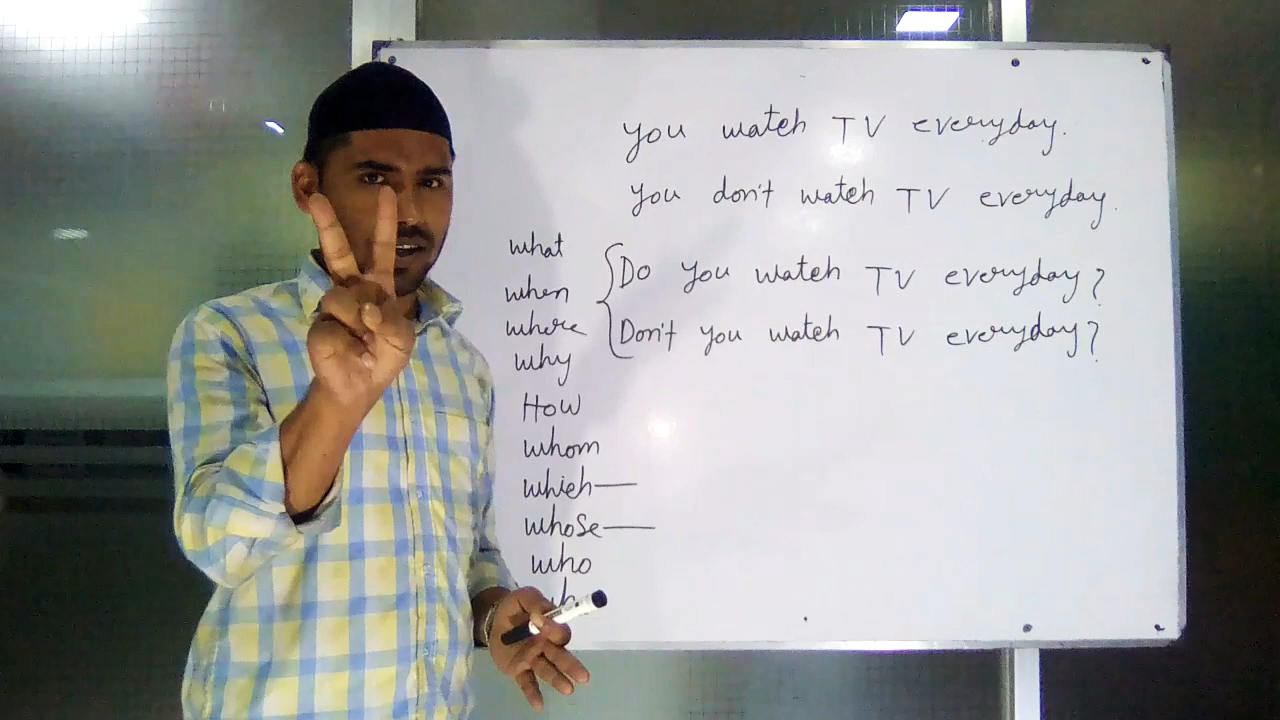 you watch TV everyday.
you don't watch TV everyday.
what
when
where
why
Do you watch TV everyday?
Don't you watch TV everyday?
How
whom
which—
whose—
who